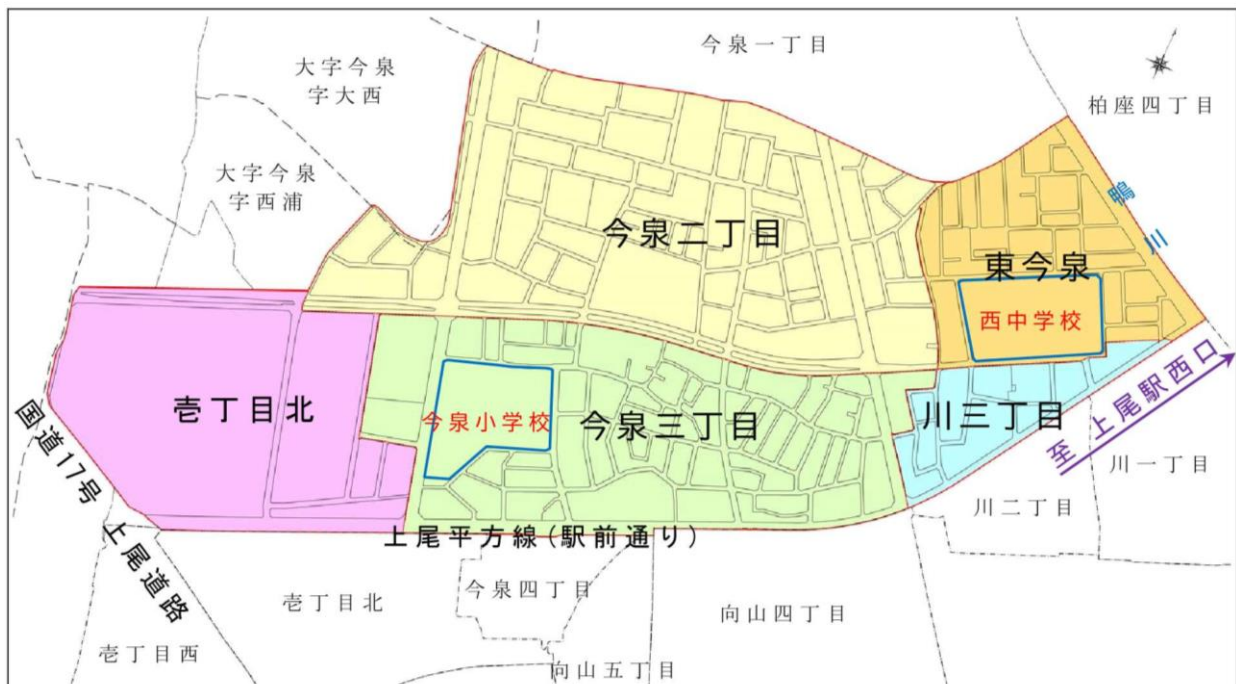 今泉一丁目
大字今泉
字大西
柏座四丁目
大字今泉
字西浦
鴨川
今泉二丁目
東今泉
西中学校
壱丁目北
今泉小学校
今泉三丁目
川三丁目
至 上尾駅西口
国道17号 上尾道路
川一丁目
川二丁目
上尾平方線(駅前通り)
今泉四丁目
壱丁目北
向山四丁目
壱丁目西
向山五丁目